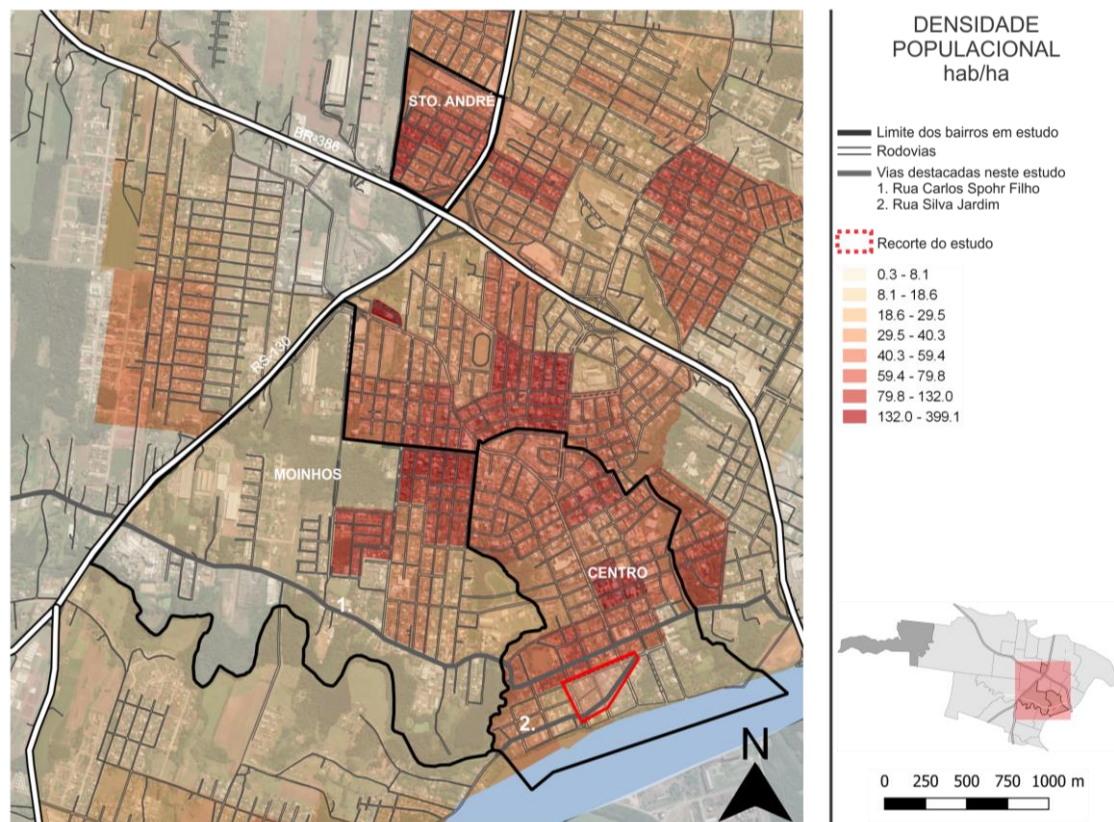 STO. ANDRÉ
BR-386
RS-130
MOINHOS
CENTRO
1.
2.
N
DENSIDADE
POPULACIONAL
hab/ha
Limite dos bairros em estudo
Rodovias
Vias destacadas neste estudo
1. Rua Carlos Spohr Filho
2. Rua Silva Jardim
Recorte do estudo
0.3 - 8.1
8.1 - 18.6
18.6 - 29.5
29.5 - 40.3
40.3 - 59.4
59.4 - 79.8
79.8 - 132.0
132.0 - 399.1
0 250 500 750 1000 m